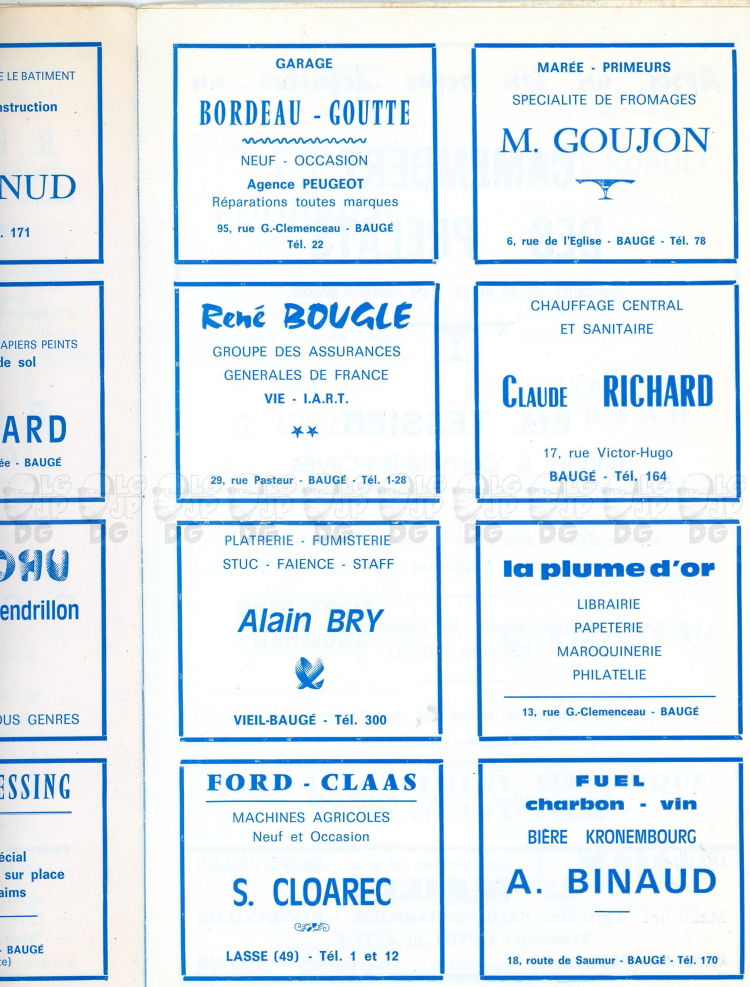 E LE BATIMENT
nstruction
NUD
. 171
APIERS PEINTS
de sol
ARD
ée - BAUGÉ
endrillon
OUS GENRES
ESSING
écial
sur place
aims
- BAUGÉ
te)
GARAGE
BORDEAU - GOUTTE
NEUF - OCCASION
Agence PEUGEOT
Réparations toutes marques
95, rue G.-Clemenceau - BAUGÉ
Tél. 22
MARÉE - PRIMEURS
SPECIALITE DE FROMAGES
M. GOUJON
6, rue de l'Eglise - BAUGÉ - Tél. 78
René BOUGLE
GROUPE DES ASSURANCES
GENERALES DE FRANCE
VIE - I.A.R.T.
29, rue Pasteur - BAUGÉ - Tél. 1-28
CHAUFFAGE CENTRAL
ET SANITAIRE
CLAUDE RICHARD
17, rue Victor-Hugo
BAUGÉ - Tél. 164
PLATRERIE - FUMISTERIE
STUC - FAIENCE - STAFF
Alain BRY
VIEIL-BAUGÉ - Tél. 300
la plume d'or
LIBRAIRIE
PAPETERIE
MAROQUINERIE
PHILATELIE
13, rue G.-Clemenceau - BAUGÉ
FORD - CLAAS
MACHINES AGRICOLES
Neuf et Occasion
S. CLOAREC
LASSE (49) - Tél. 1 et 12
FUEL
charbon - vin
BIÈRE KRONEMBOURG
A. BINAUD
18, route de Saumur - BAUGÉ - Tél. 170